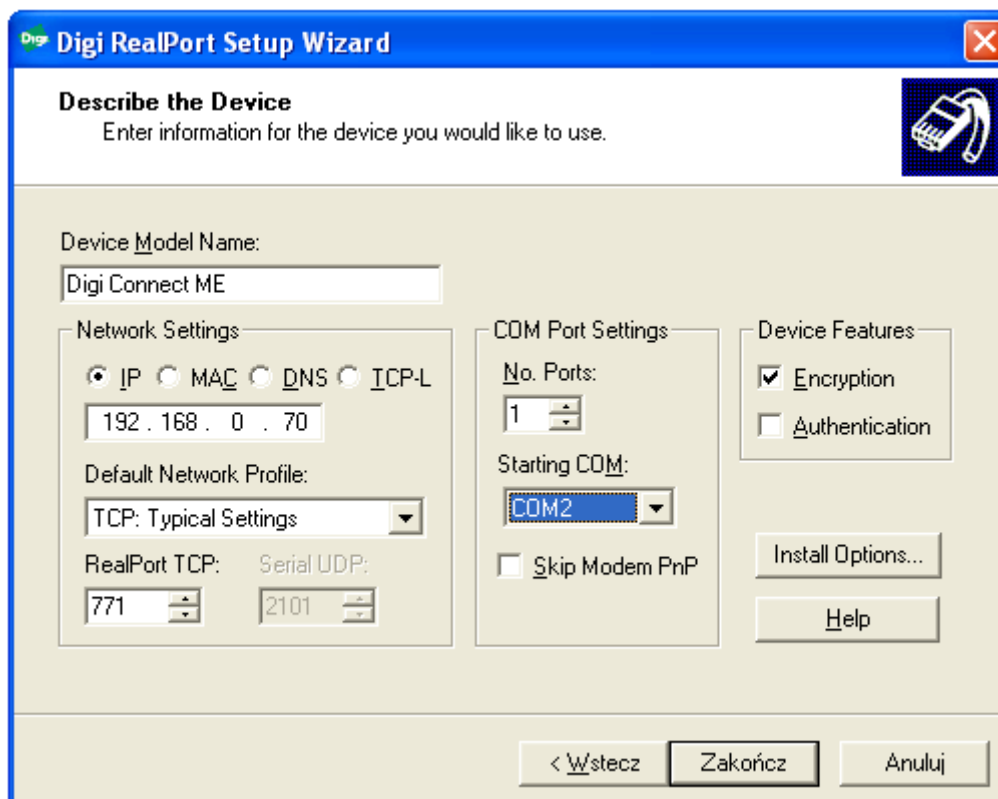 Digi Digi RealPort Setup Wizard
Describe the Device
Enter information for the device you would like to use.
Device Model Name:
Digi Connect ME
Network Settings
IP MAC DNS TCP-L
192 . 168 . 0 . 70
Default Network Profile:
TCP: Typical Settings
RealPort TCP: Serial UDP:
771 2101
COM Port Settings
No. Ports:
1
Starting COM:
COM2
Skip Modem PnP
Device Features
Encryption
Authentication
Install Options...
Help
< Wstecz Zakończ Anuluj